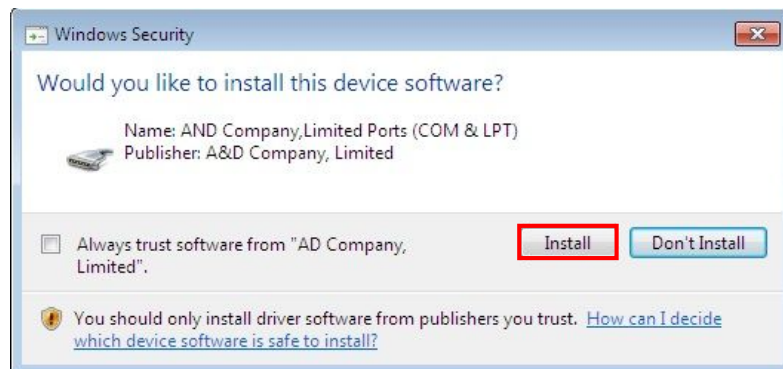 Windows Security
Would you like to install this device software?
Name: AND Company,Limited Ports (COM & LPT)
Publisher: A&D Company, Limited
Always trust software from "AD Company,
Limited".
Install
Don't Install
You should only install driver software from publishers you trust. How can I decide
which device software is safe to install?